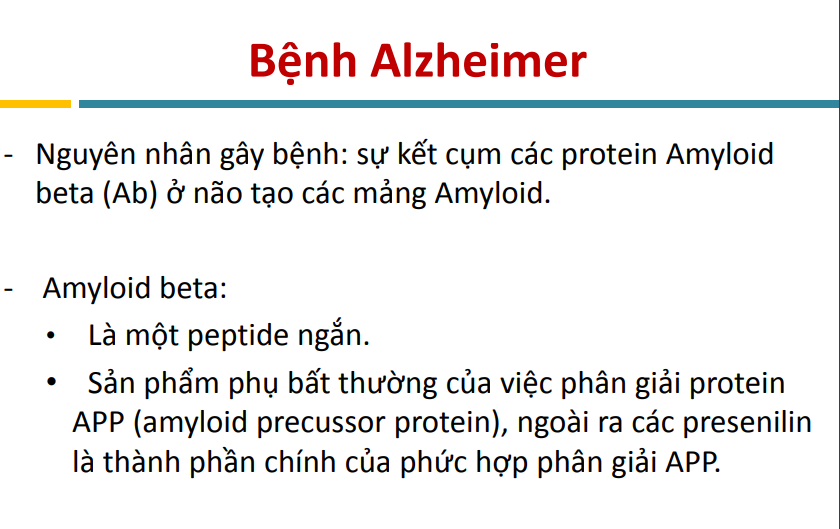 Bệnh Alzheimer
- Nguyên nhân gây bệnh: sự kết cụm các protein Amyloid
beta (Ab) ở não tạo các mảng Amyloid.
- Amyloid beta:
• Là một peptide ngắn.
• Sản phẩm phụ bất thường của việc phân giải protein
APP (amyloid precussor protein), ngoài ra các presenilin
là thành phần chính của phức hợp phân giải APP.